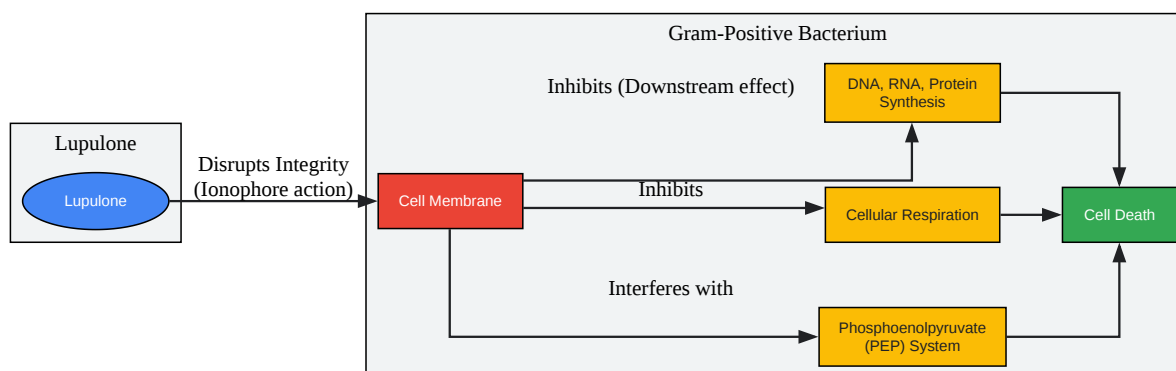 Gram-Positive Bacterium
Inhibits (Downstream effect)
DNA, RNA, Protein
Synthesis
Lupulone
Lupulone
Disrupts Integrity
(Ionophore action)
Cell Membrane
Inhibits
Cellular Respiration
Cell Death
Interferes with
Phosphoenolpyruvate
(PEP) System